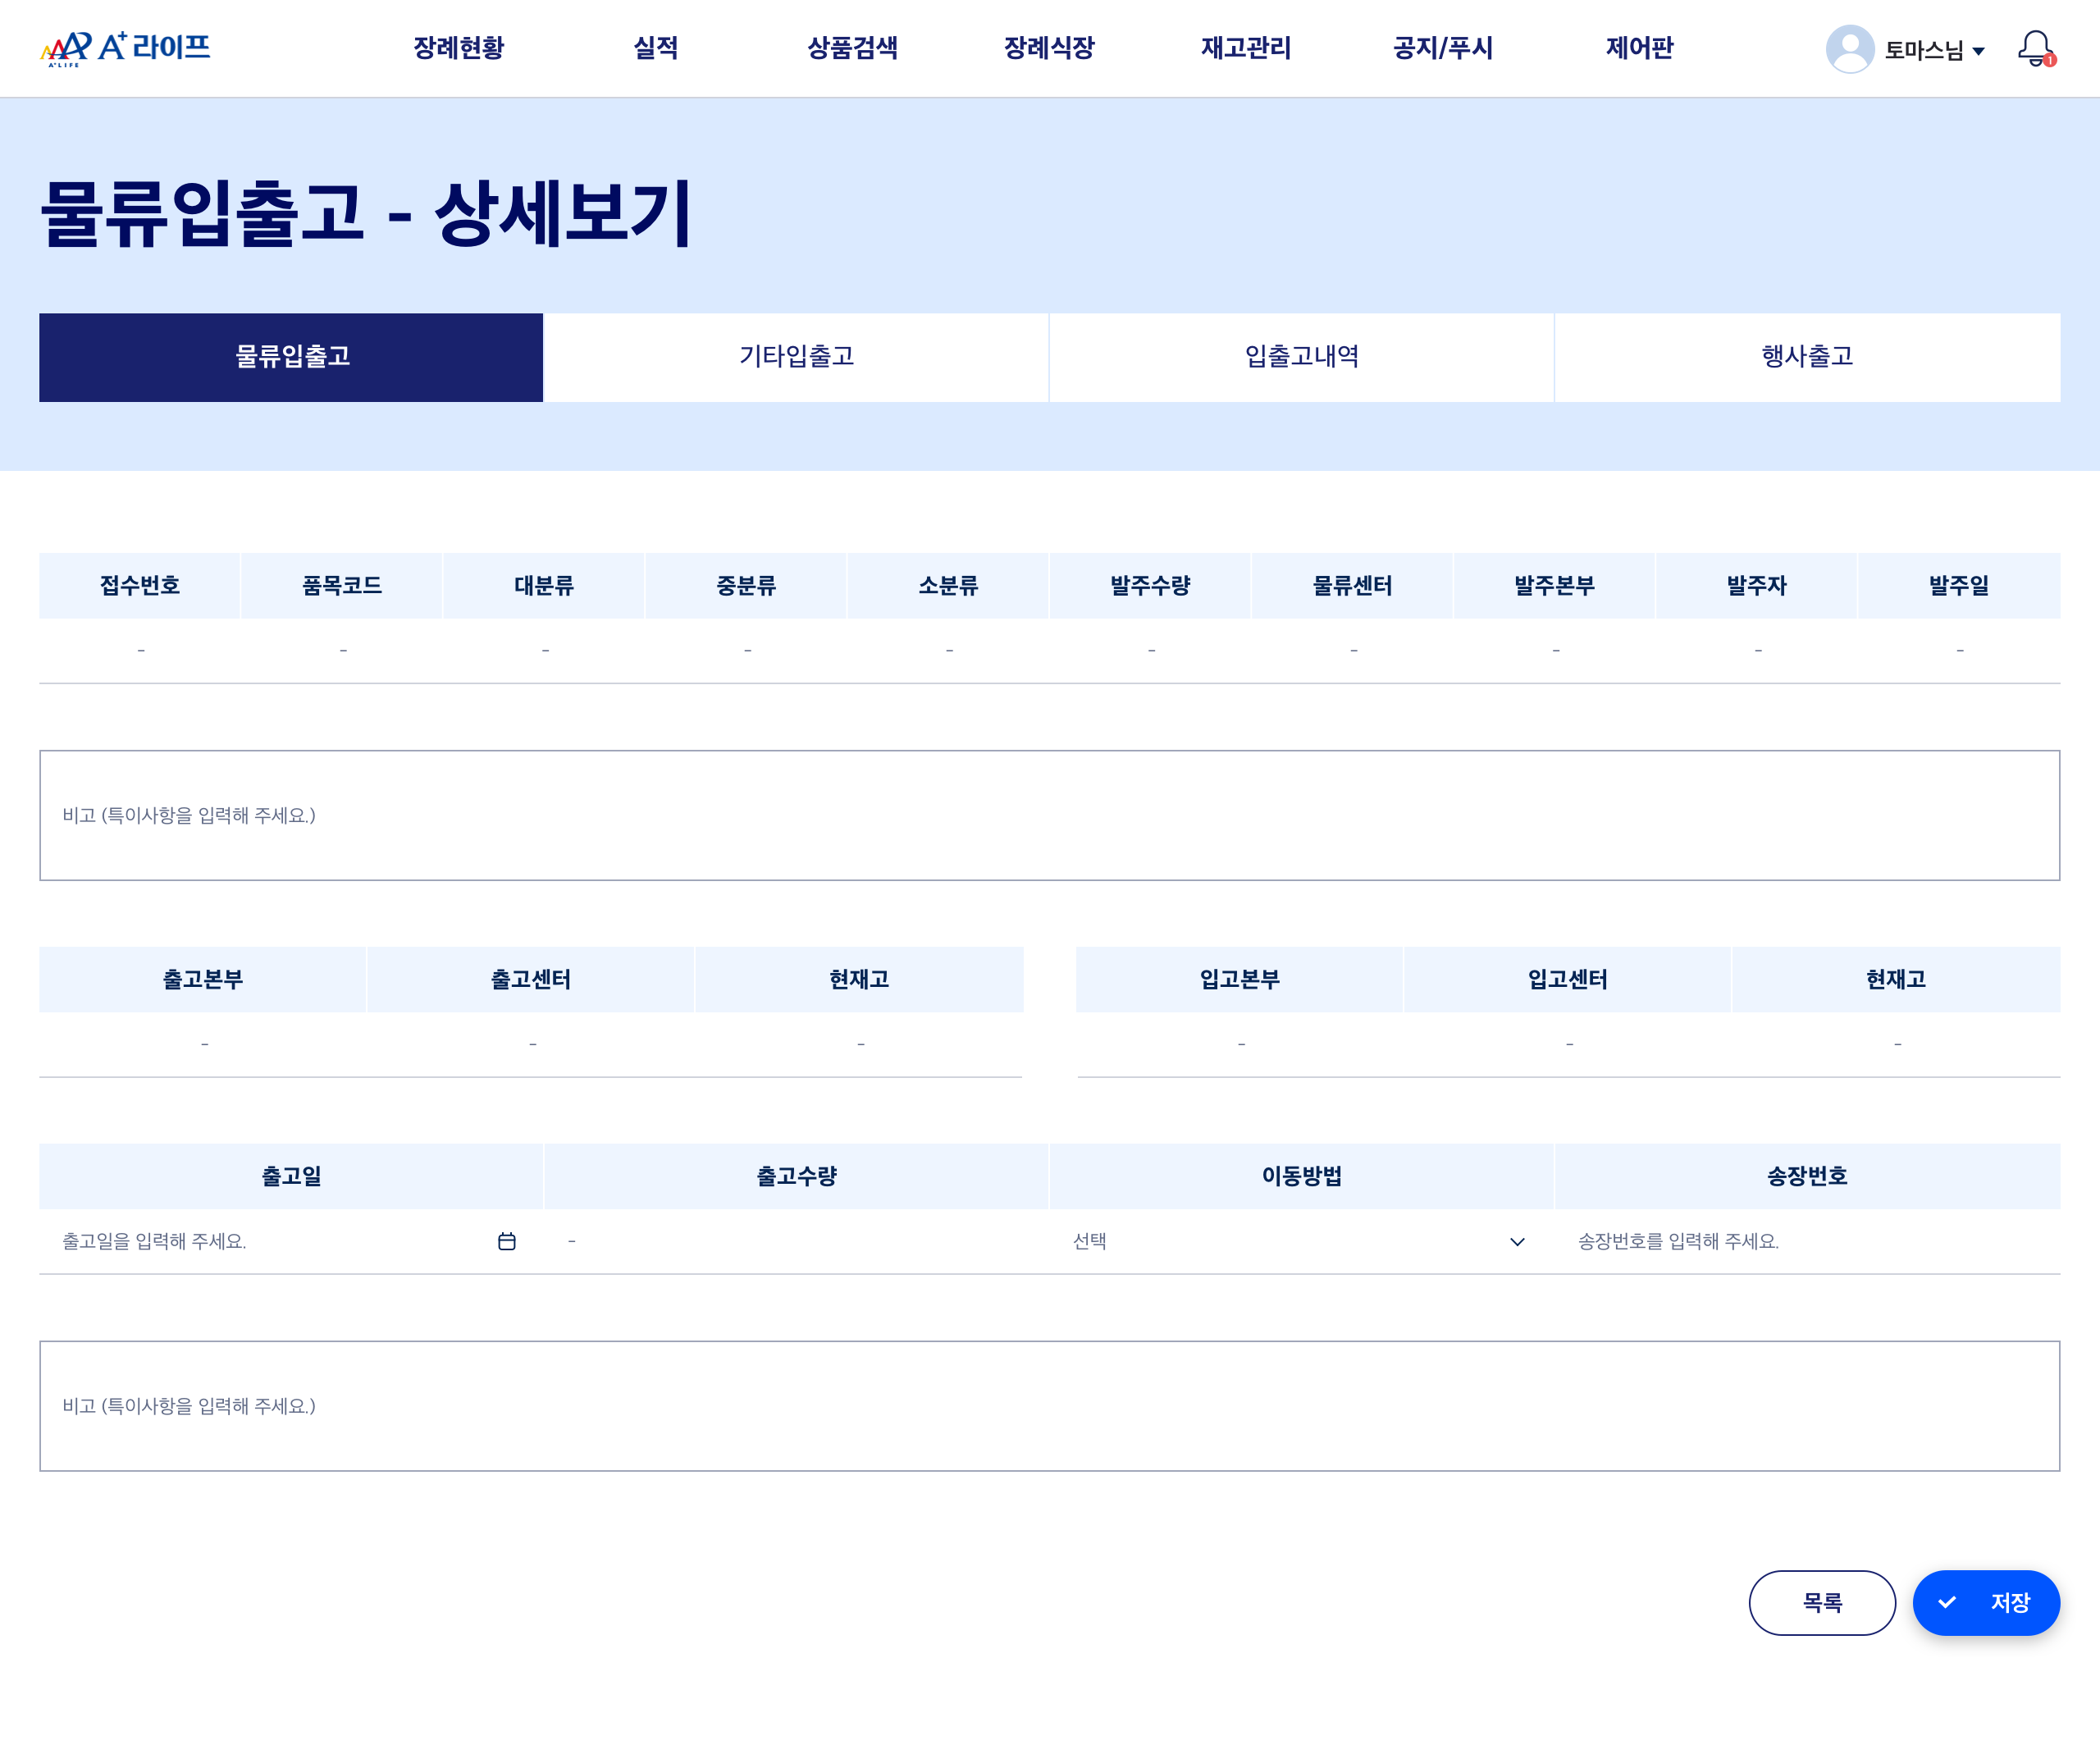 A+ LIFE A+ 라이프 장례현황 실적 상품검색 장례식장 재고관리 공지/푸시 제어판 토마스님 1
물류입출고 - 상세보기
물류입출고 기타입출고 입출고내역 행사출고
접수번호 품목코드 대분류 중분류 소분류 발주수량 물류센터 발주본부 발주자 발주일
- - - - - - - - - -
비고 (특이사항을 입력해 주세요.)
출고본부 출고센터 현재고 입고본부 입고센터 현재고
- - - - - -
출고일 출고수량 이동방법 송장번호
출고일을 입력해 주세요. - 선택 송장번호를 입력해 주세요.
비고 (특이사항을 입력해 주세요.)
목록 저장